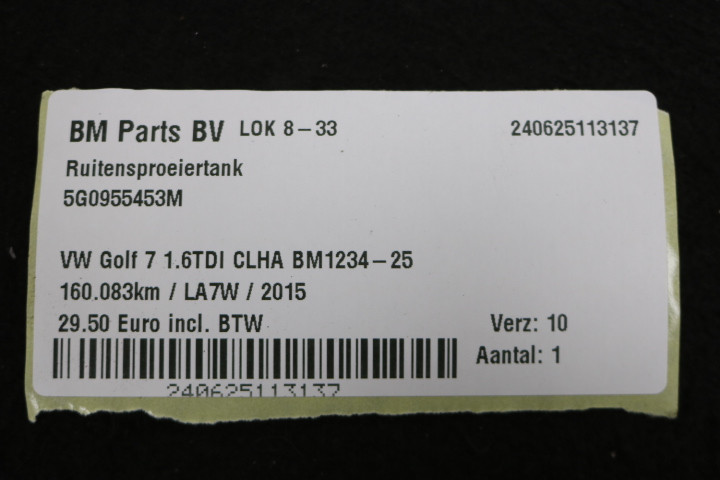 BM Parts BV LOK 8-33 240625113137
Ruitensproeiertank
5G0955453M
VW Golf 7 1.6TDI CLHA BM1234-25
160.083km / LA7W / 2015
29.50 Euro incl. BTW Verz: 10
Aantal: 1
240625113137